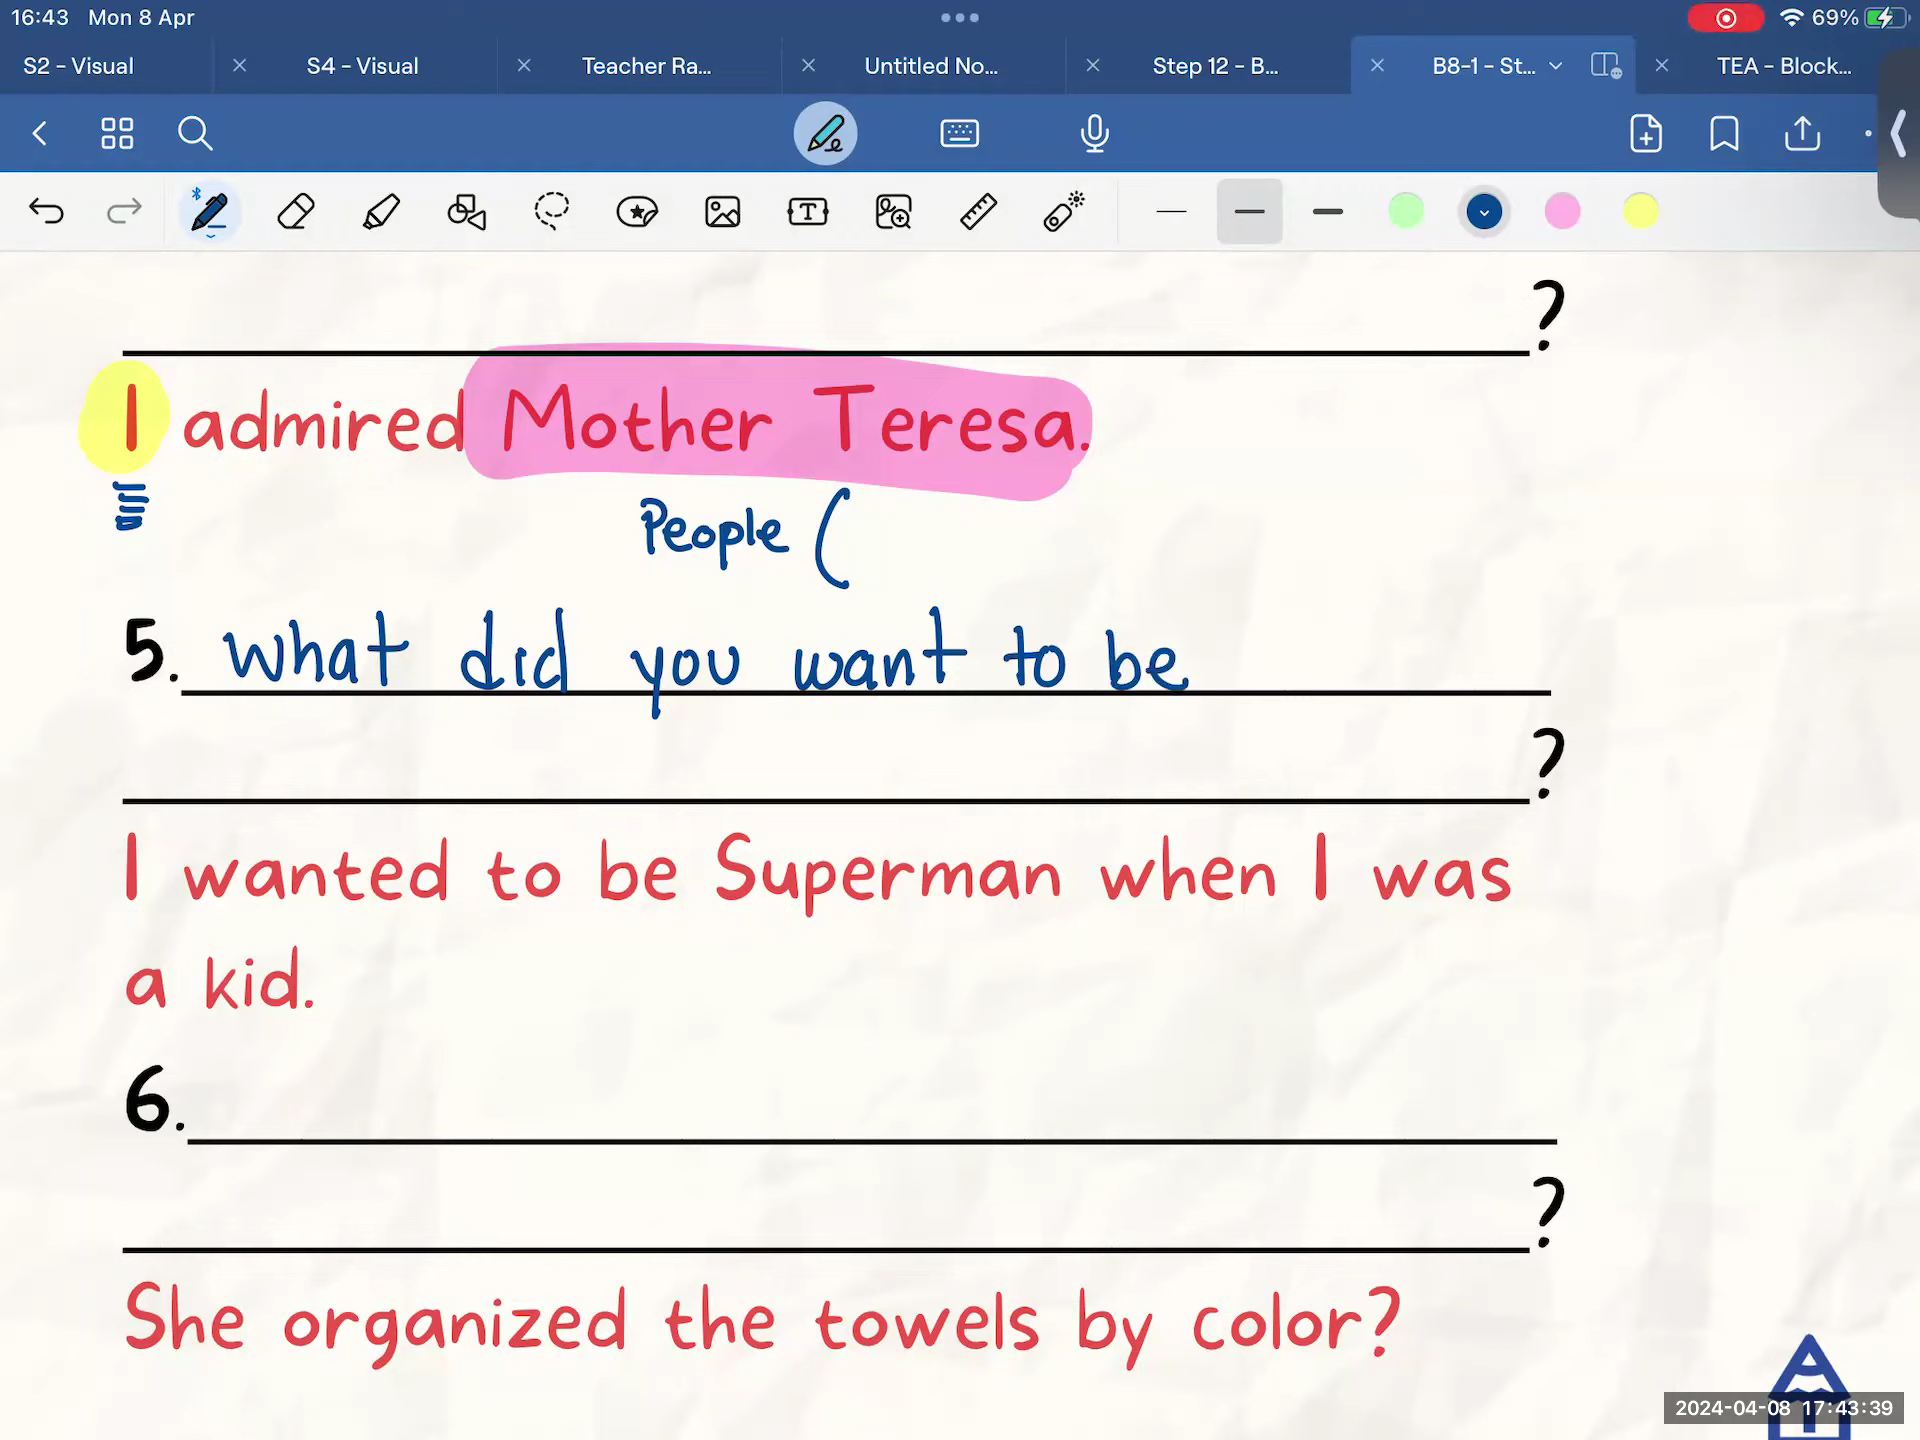 16:43 Mon 8 Apr 69%
S2 - Visual S4 - Visual Teacher Ra... Untitled No... Step 12 - B... B8-1 - St... TEA - Block...
?
I admired Mother Teresa.
People (
5. What did you want to be
?
I wanted to be Superman when I was
a kid.
6.
?
She organized the towels by color?
2024-04-08 17:43:39